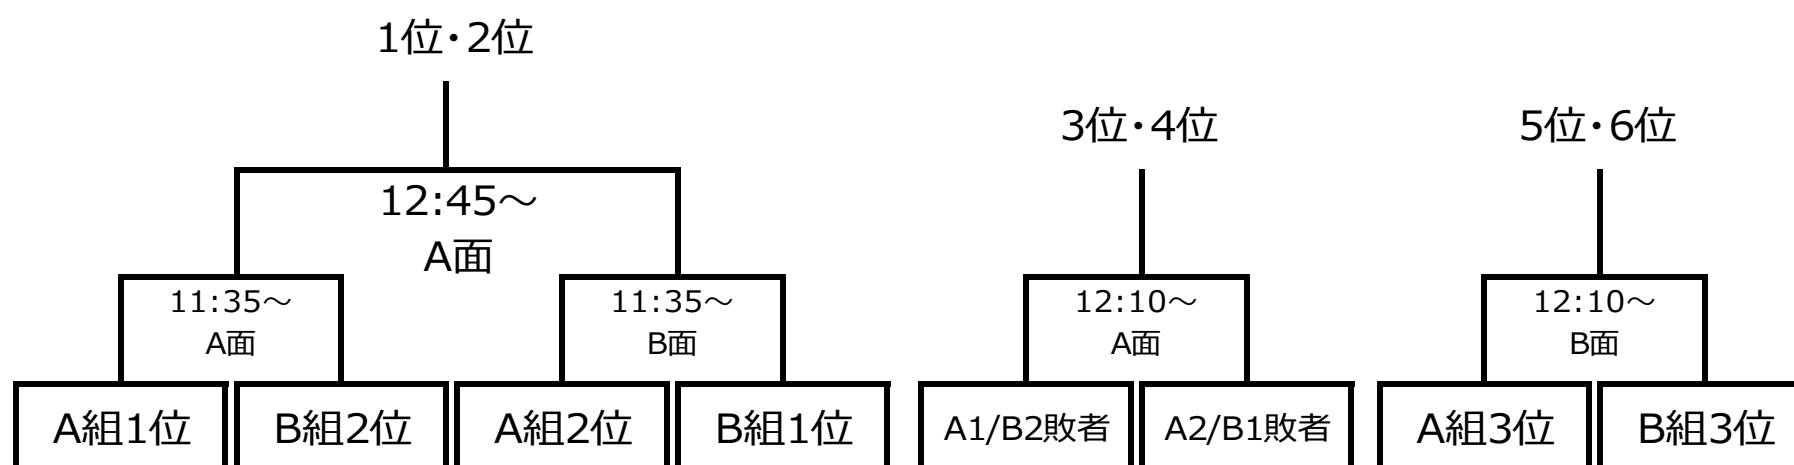 1位・2位
3位・4位
5位・6位
12:45～
A面
11:35～
A面
11:35～
B面
12:10～
A面
12:10～
B面
A組1位
B組2位
A組2位
B組1位
A1/B2敗者
A2/B1敗者
A組3位
B組3位